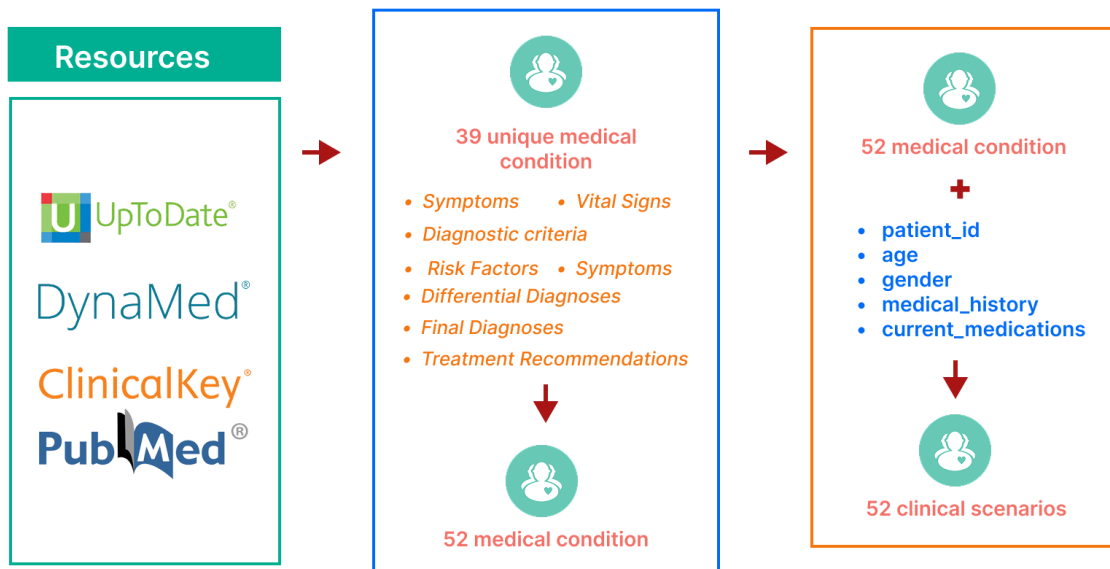 Resources
UpToDate®
DynaMed®
ClinicalKey®
PubMed®
39 unique medical
condition
• Symptoms • Vital Signs
• Diagnostic criteria
• Risk Factors • Symptoms
• Differential Diagnoses
• Final Diagnoses
• Treatment Recommendations
52 medical condition
52 medical condition
+
• patient_id
• age
• gender
• medical_history
• current_medications
52 clinical scenarios